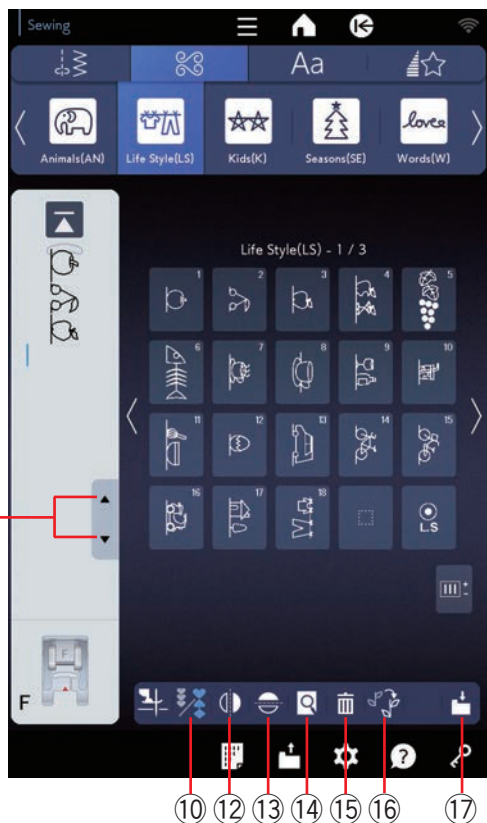 Sewing
Aa
Animals(AN) Life Style(LS) Kids(K) Seasons(SE) Words(W)
love
Life Style(LS) - 1 / 3
1 2 3 4 5
6 7 8 9 10
11 12 13 14 15
16 17 18
L.S
F
F
?
⑩ ⑫ ⑬ ⑭ ⑮ ⑯ ⑰